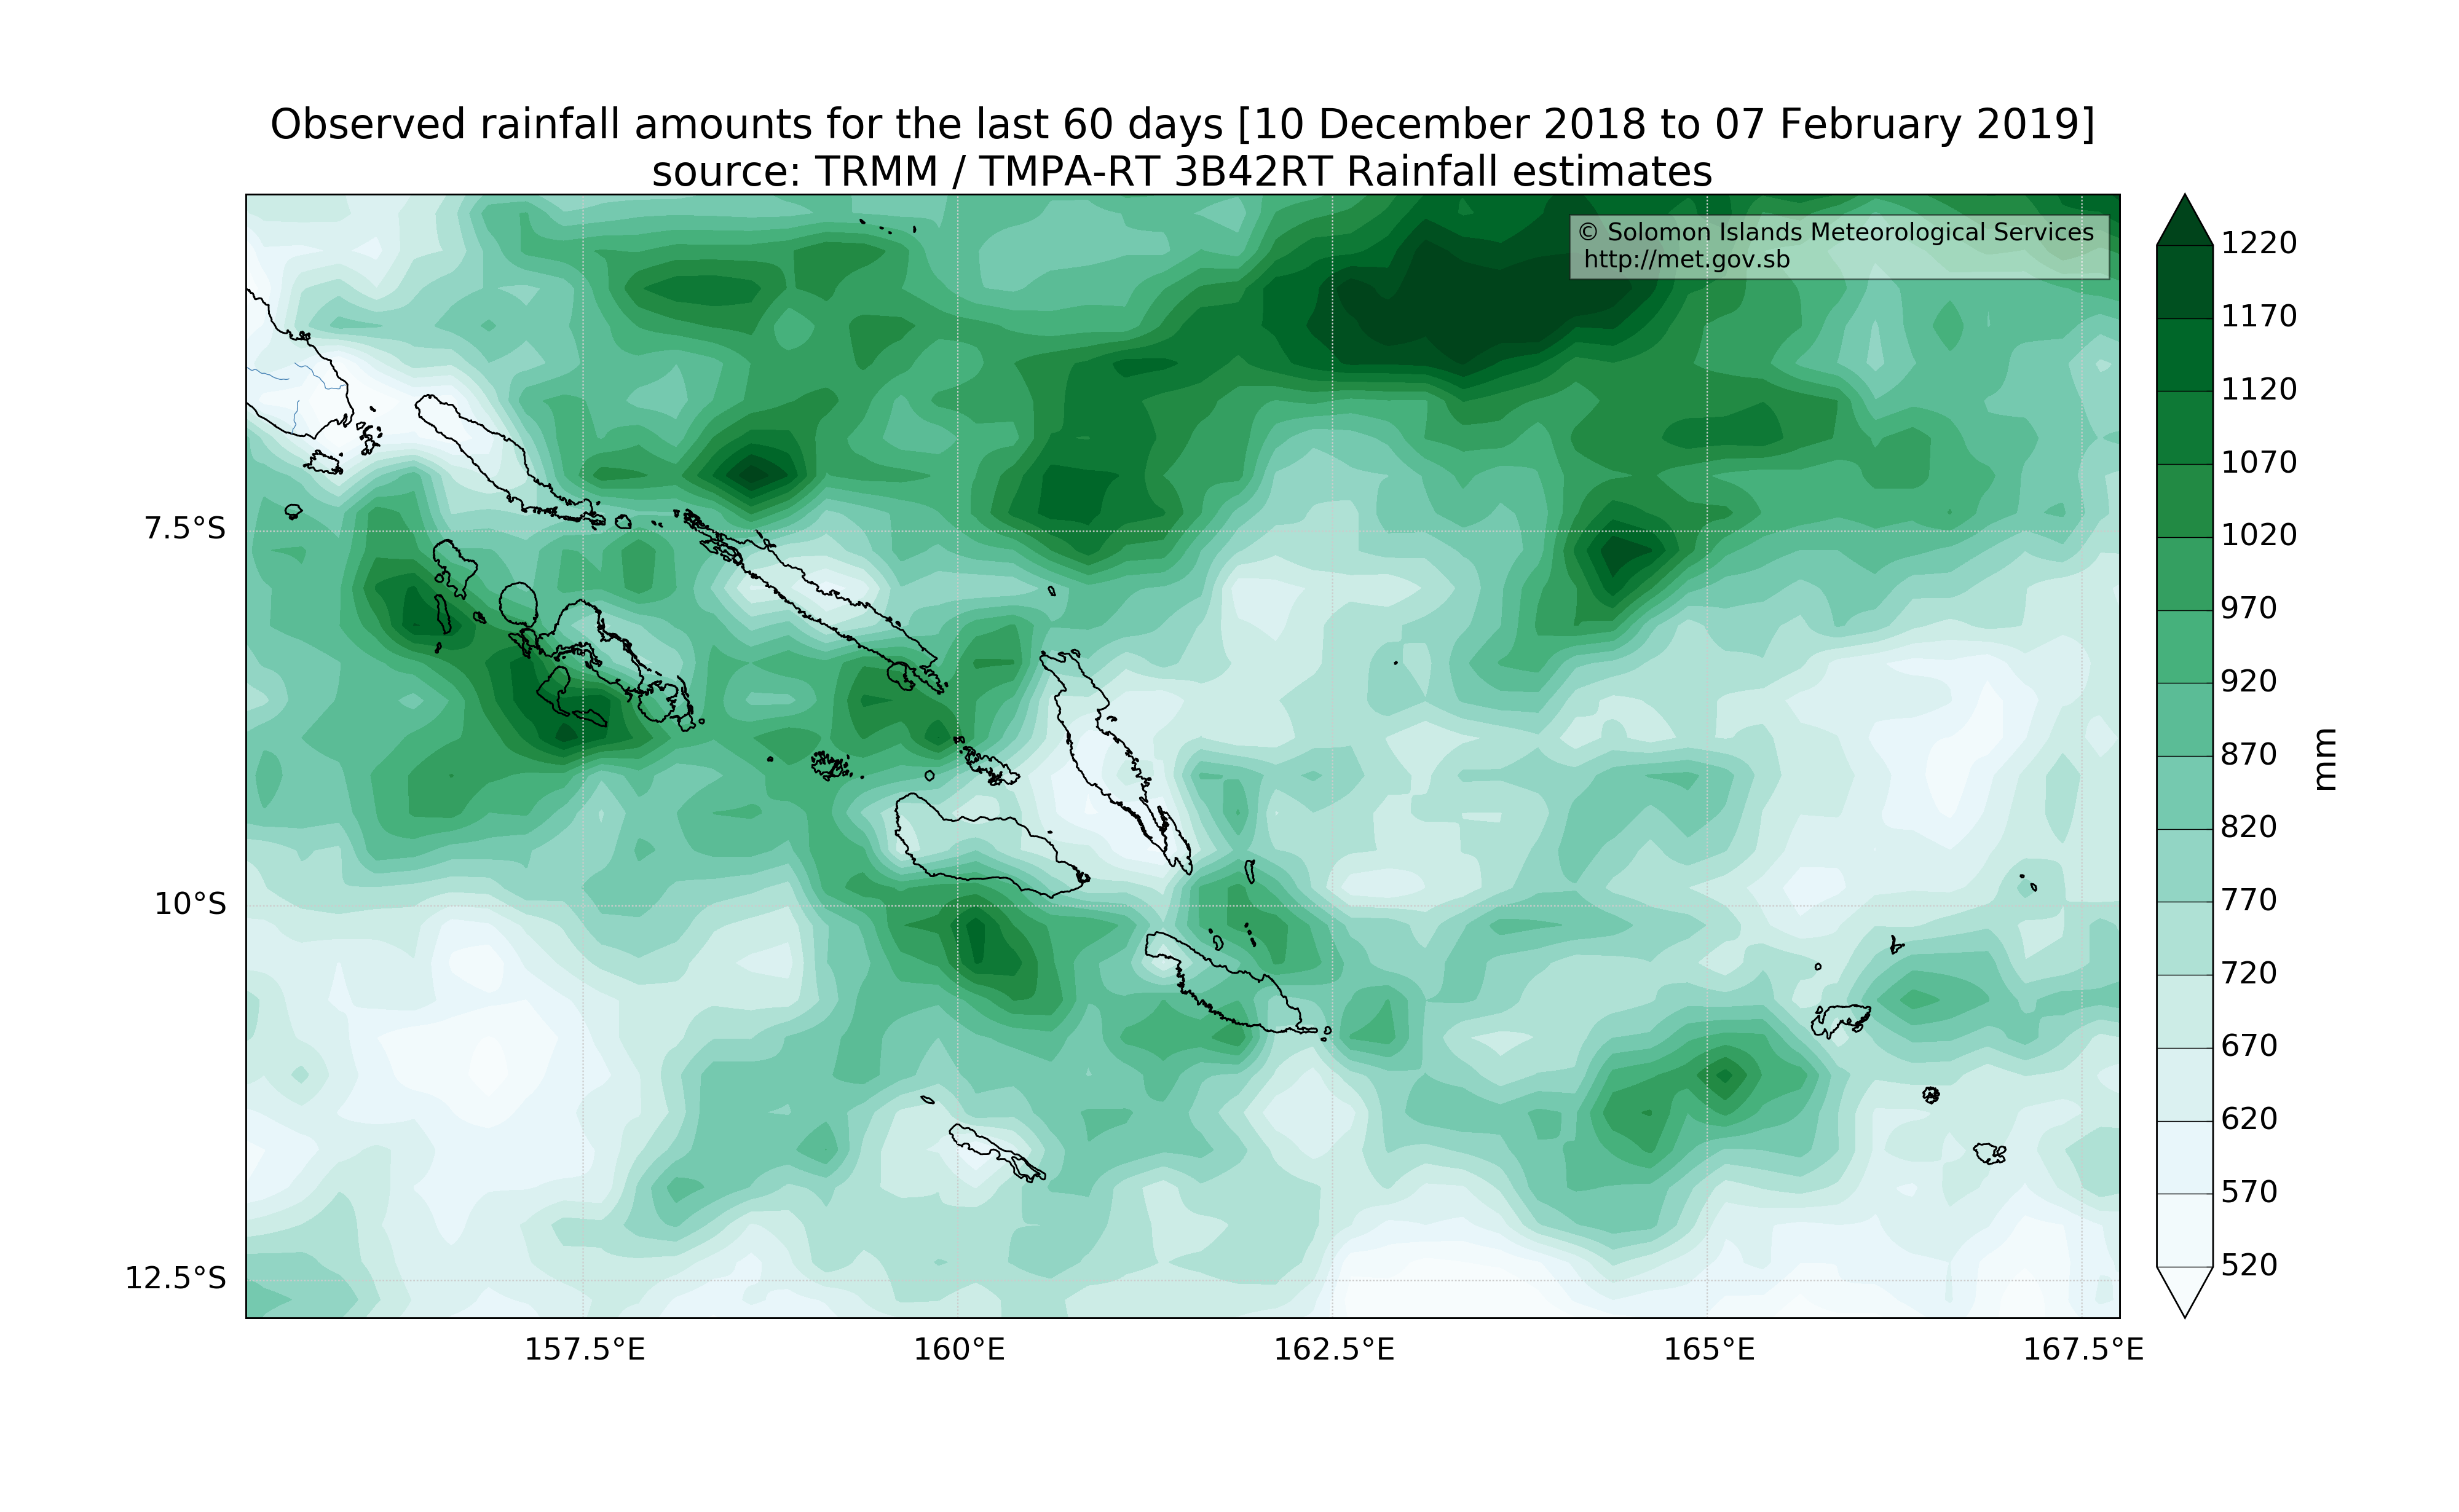 Observed rainfall amounts for the last 60 days [10 December 2018 to 07 February 2019]
source: TRMM / TMPA-RT 3B42RT Rainfall estimates
© Solomon Islands Meteorological Services
http://met.gov.sb
7.5°S
10°S
12.5°S
157.5°E
160°E
162.5°E
165°E
167.5°E
1220
1170
1120
1070
1020
970
920
870
820
770
720
670
620
570
520
mm